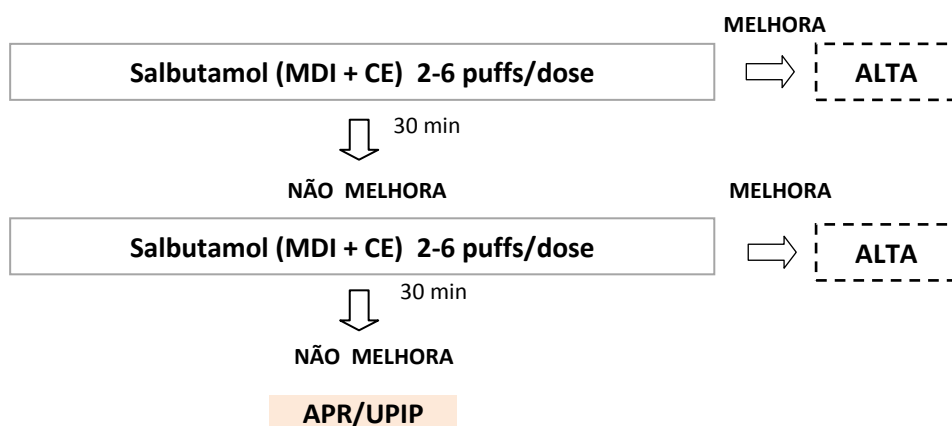 MELHORA
Salbutamol (MDI + CE) 2-6 puffs/dose
ALTA
30 min
NÃO MELHORA
MELHORA
Salbutamol (MDI + CE) 2-6 puffs/dose
ALTA
30 min
NÃO MELHORA
APR/UPIP